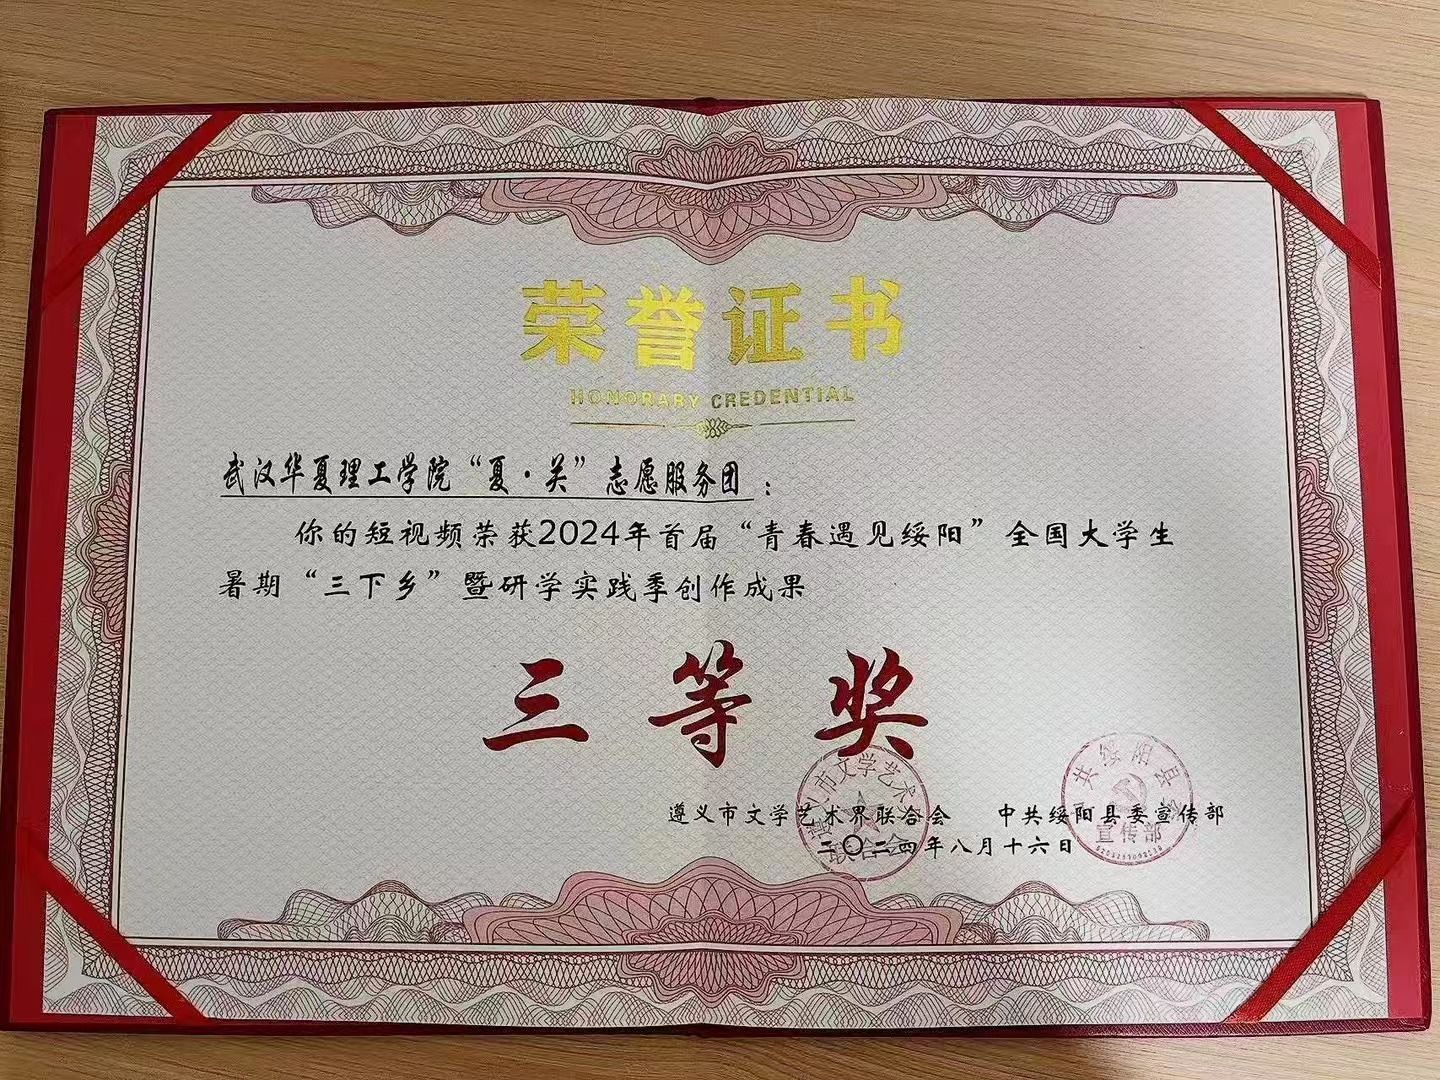 荣誉证书
HONORARY CREDENTIAL
武汉华夏理工学院“夏·关”志愿服务团：
你的短视频荣获2024年首届“青春遇见绥阳”全国大学生
暑期“三下乡”暨研学实践季创作成果
三等奖
遵义市文学艺术界联合会 中共绥阳县委宣传部
二〇二四年八月十六日